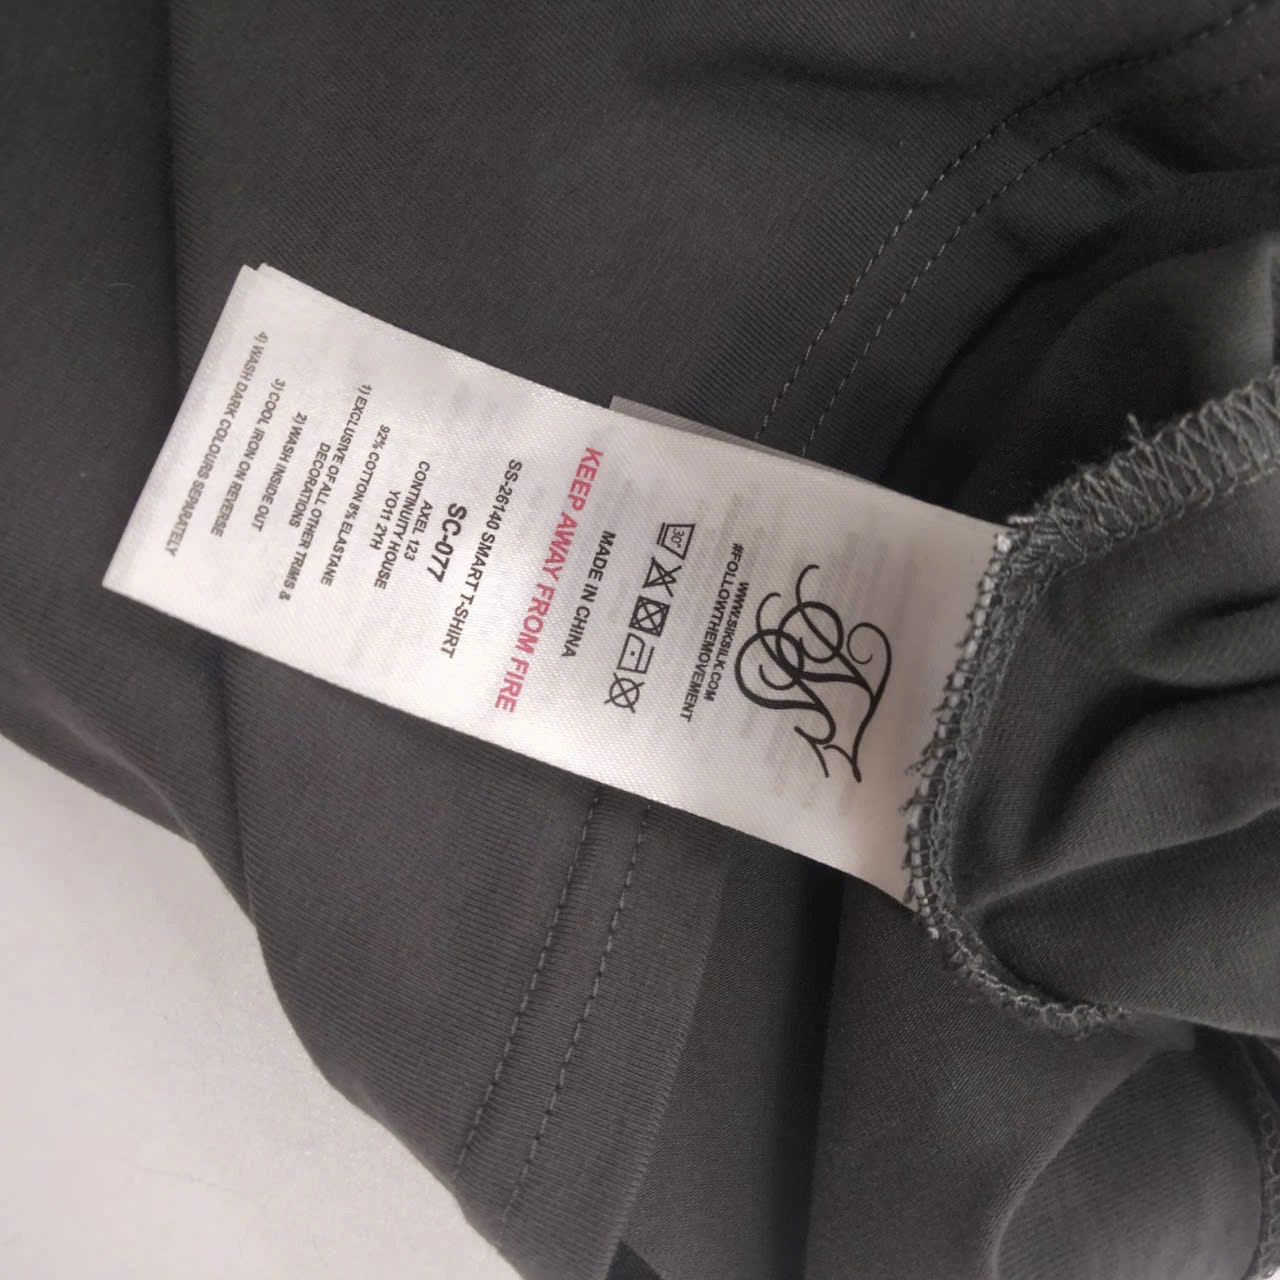 WWW.SIKSILK.COM
#FOLLOWTHEMOVEMENT
30°
MADE IN CHINA
KEEP AWAY FROM FIRE
SS-26140 SMART T-SHIRT
SC-077
AXEL 123
CONTINUITY HOUSE
YO11 2YH
92% COTTON 8% ELASTANE
1) EXCLUSIVE OF ALL OTHER TRIMS &
DECORATIONS
2) WASH INSIDE OUT
3) COOL IRON ON REVERSE
4) WASH DARK COLOURS SEPARATELY